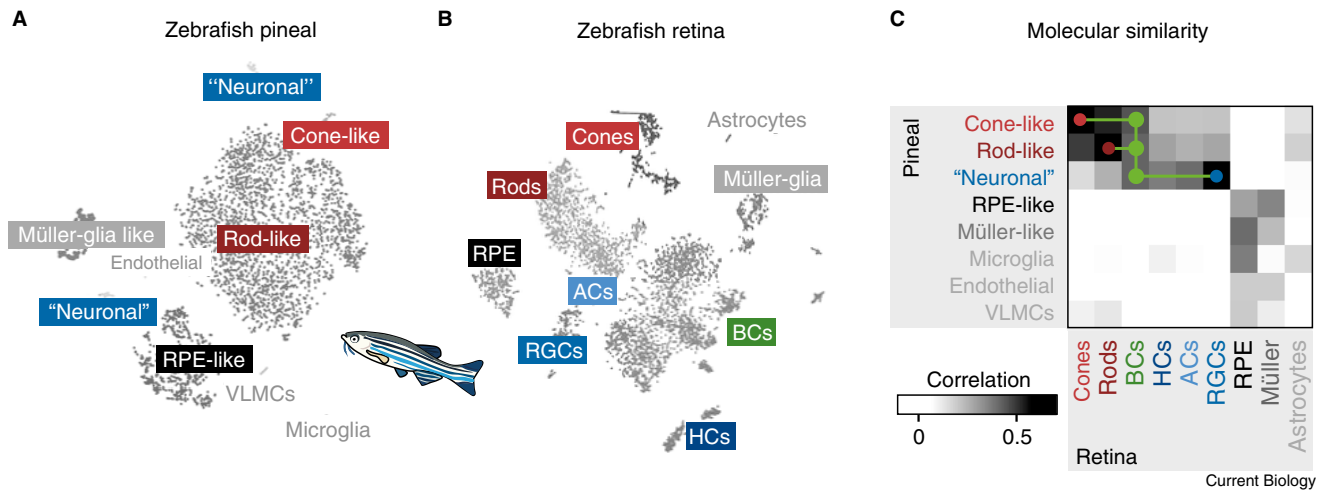 A
Zebrafish pineal
"Neuronal"
Cone-like
Müller-glia like
Rod-like
Endothelial
"Neuronal"
RPE-like
VLMCs
Microglia
B
Zebrafish retina
Cones
Astrocytes
Rods
Müller-glia
RPE
ACs
RGCs
BCs
HCs
C
Molecular similarity
Pineal
Cone-like
Rod-like
"Neuronal"
RPE-like
Müller-like
Microglia
Endothelial
VLMCs
Correlation
0
0.5
Cones
Rods
BCs
HCs
ACs
RGCs
RPE
Müller
Astrocytes
Retina
Current Biology